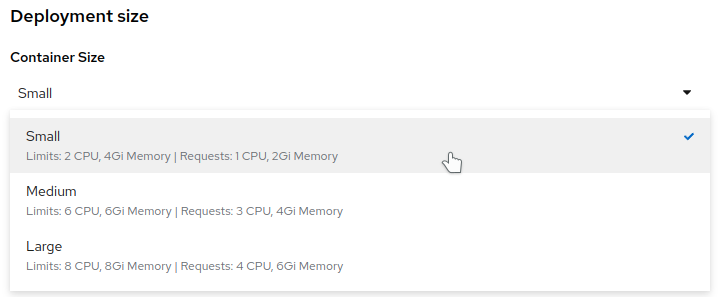 Deployment size
Container Size
Small
Small
Limits: 2 CPU, 4Gi Memory | Requests: 1 CPU, 2Gi Memory
Medium
Limits: 6 CPU, 6Gi Memory | Requests: 3 CPU, 4Gi Memory
Large
Limits: 8 CPU, 8Gi Memory | Requests: 4 CPU, 6Gi Memory